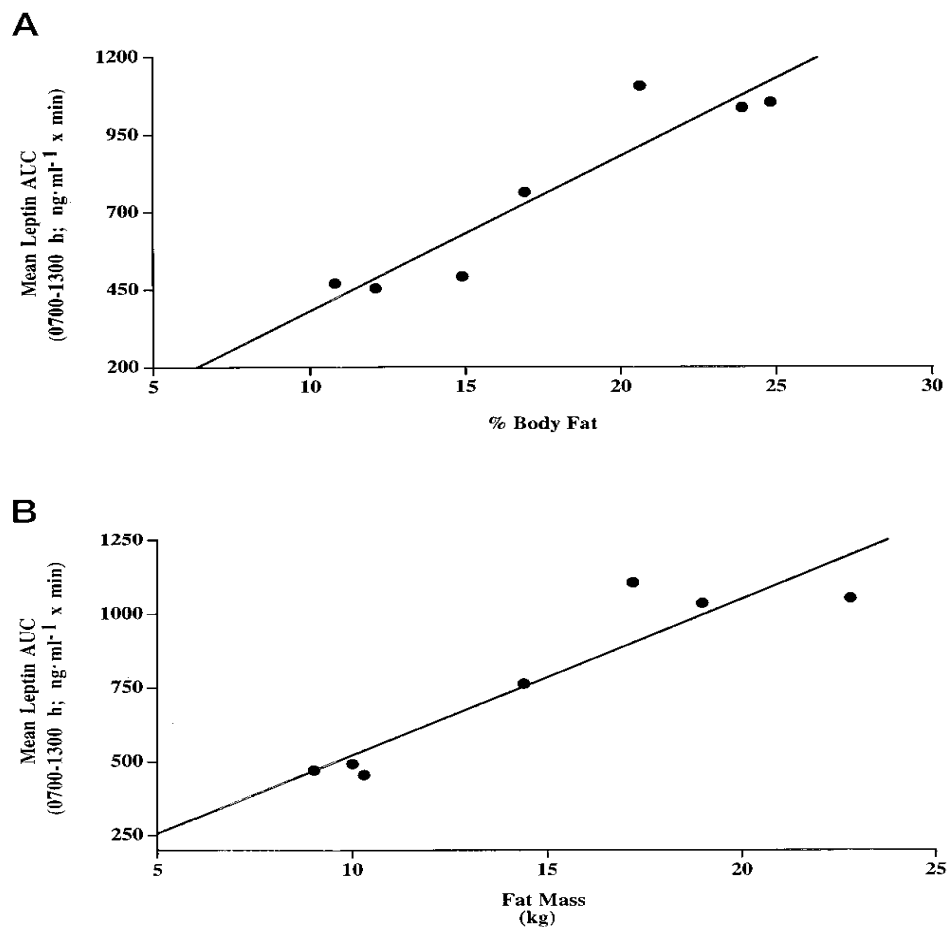 A
Mean Leptin AUC
(0700-1300 h; ng·ml-1 x min)
1200
950
700
450
200
5 10 15 20 25 30
% Body Fat
B
Mean Leptin AUC
(0700-1300 h; ng·ml-1 x min)
1250
1000
750
500
250
5 10 15 20 25
Fat Mass
(kg)